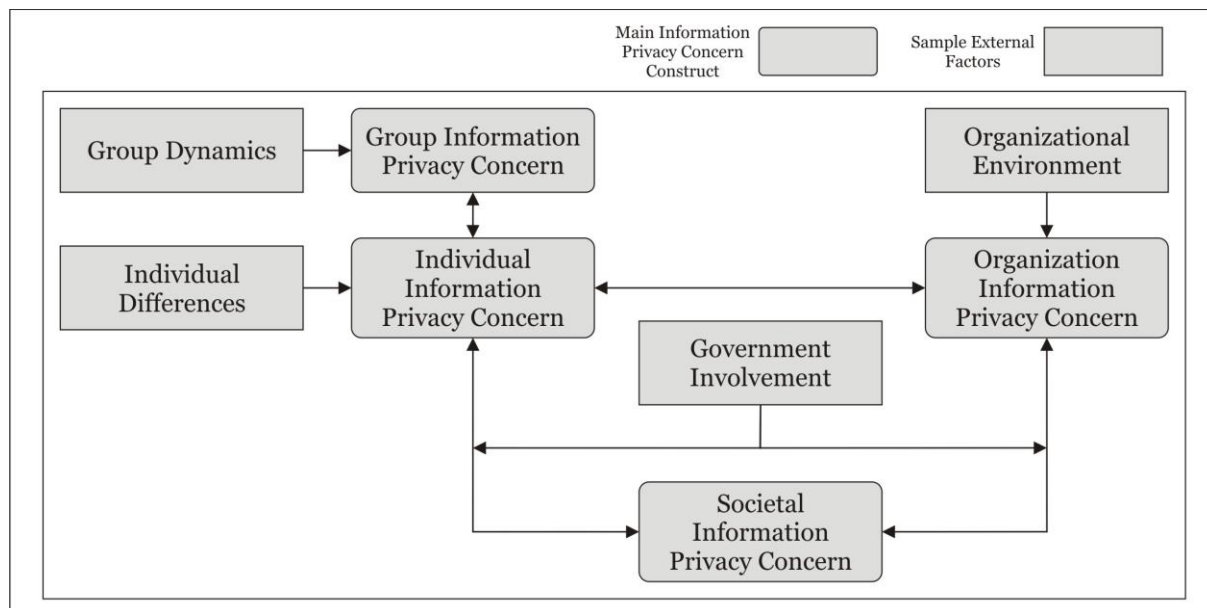 Main Information
Privacy Concern
Construct
Sample External
Factors
Group Dynamics
Group Information
Privacy Concern
Organizational
Environment
Individual
Differences
Individual
Information
Privacy Concern
Organization
Information
Privacy Concern
Government
Involvement
Societal
Information
Privacy Concern